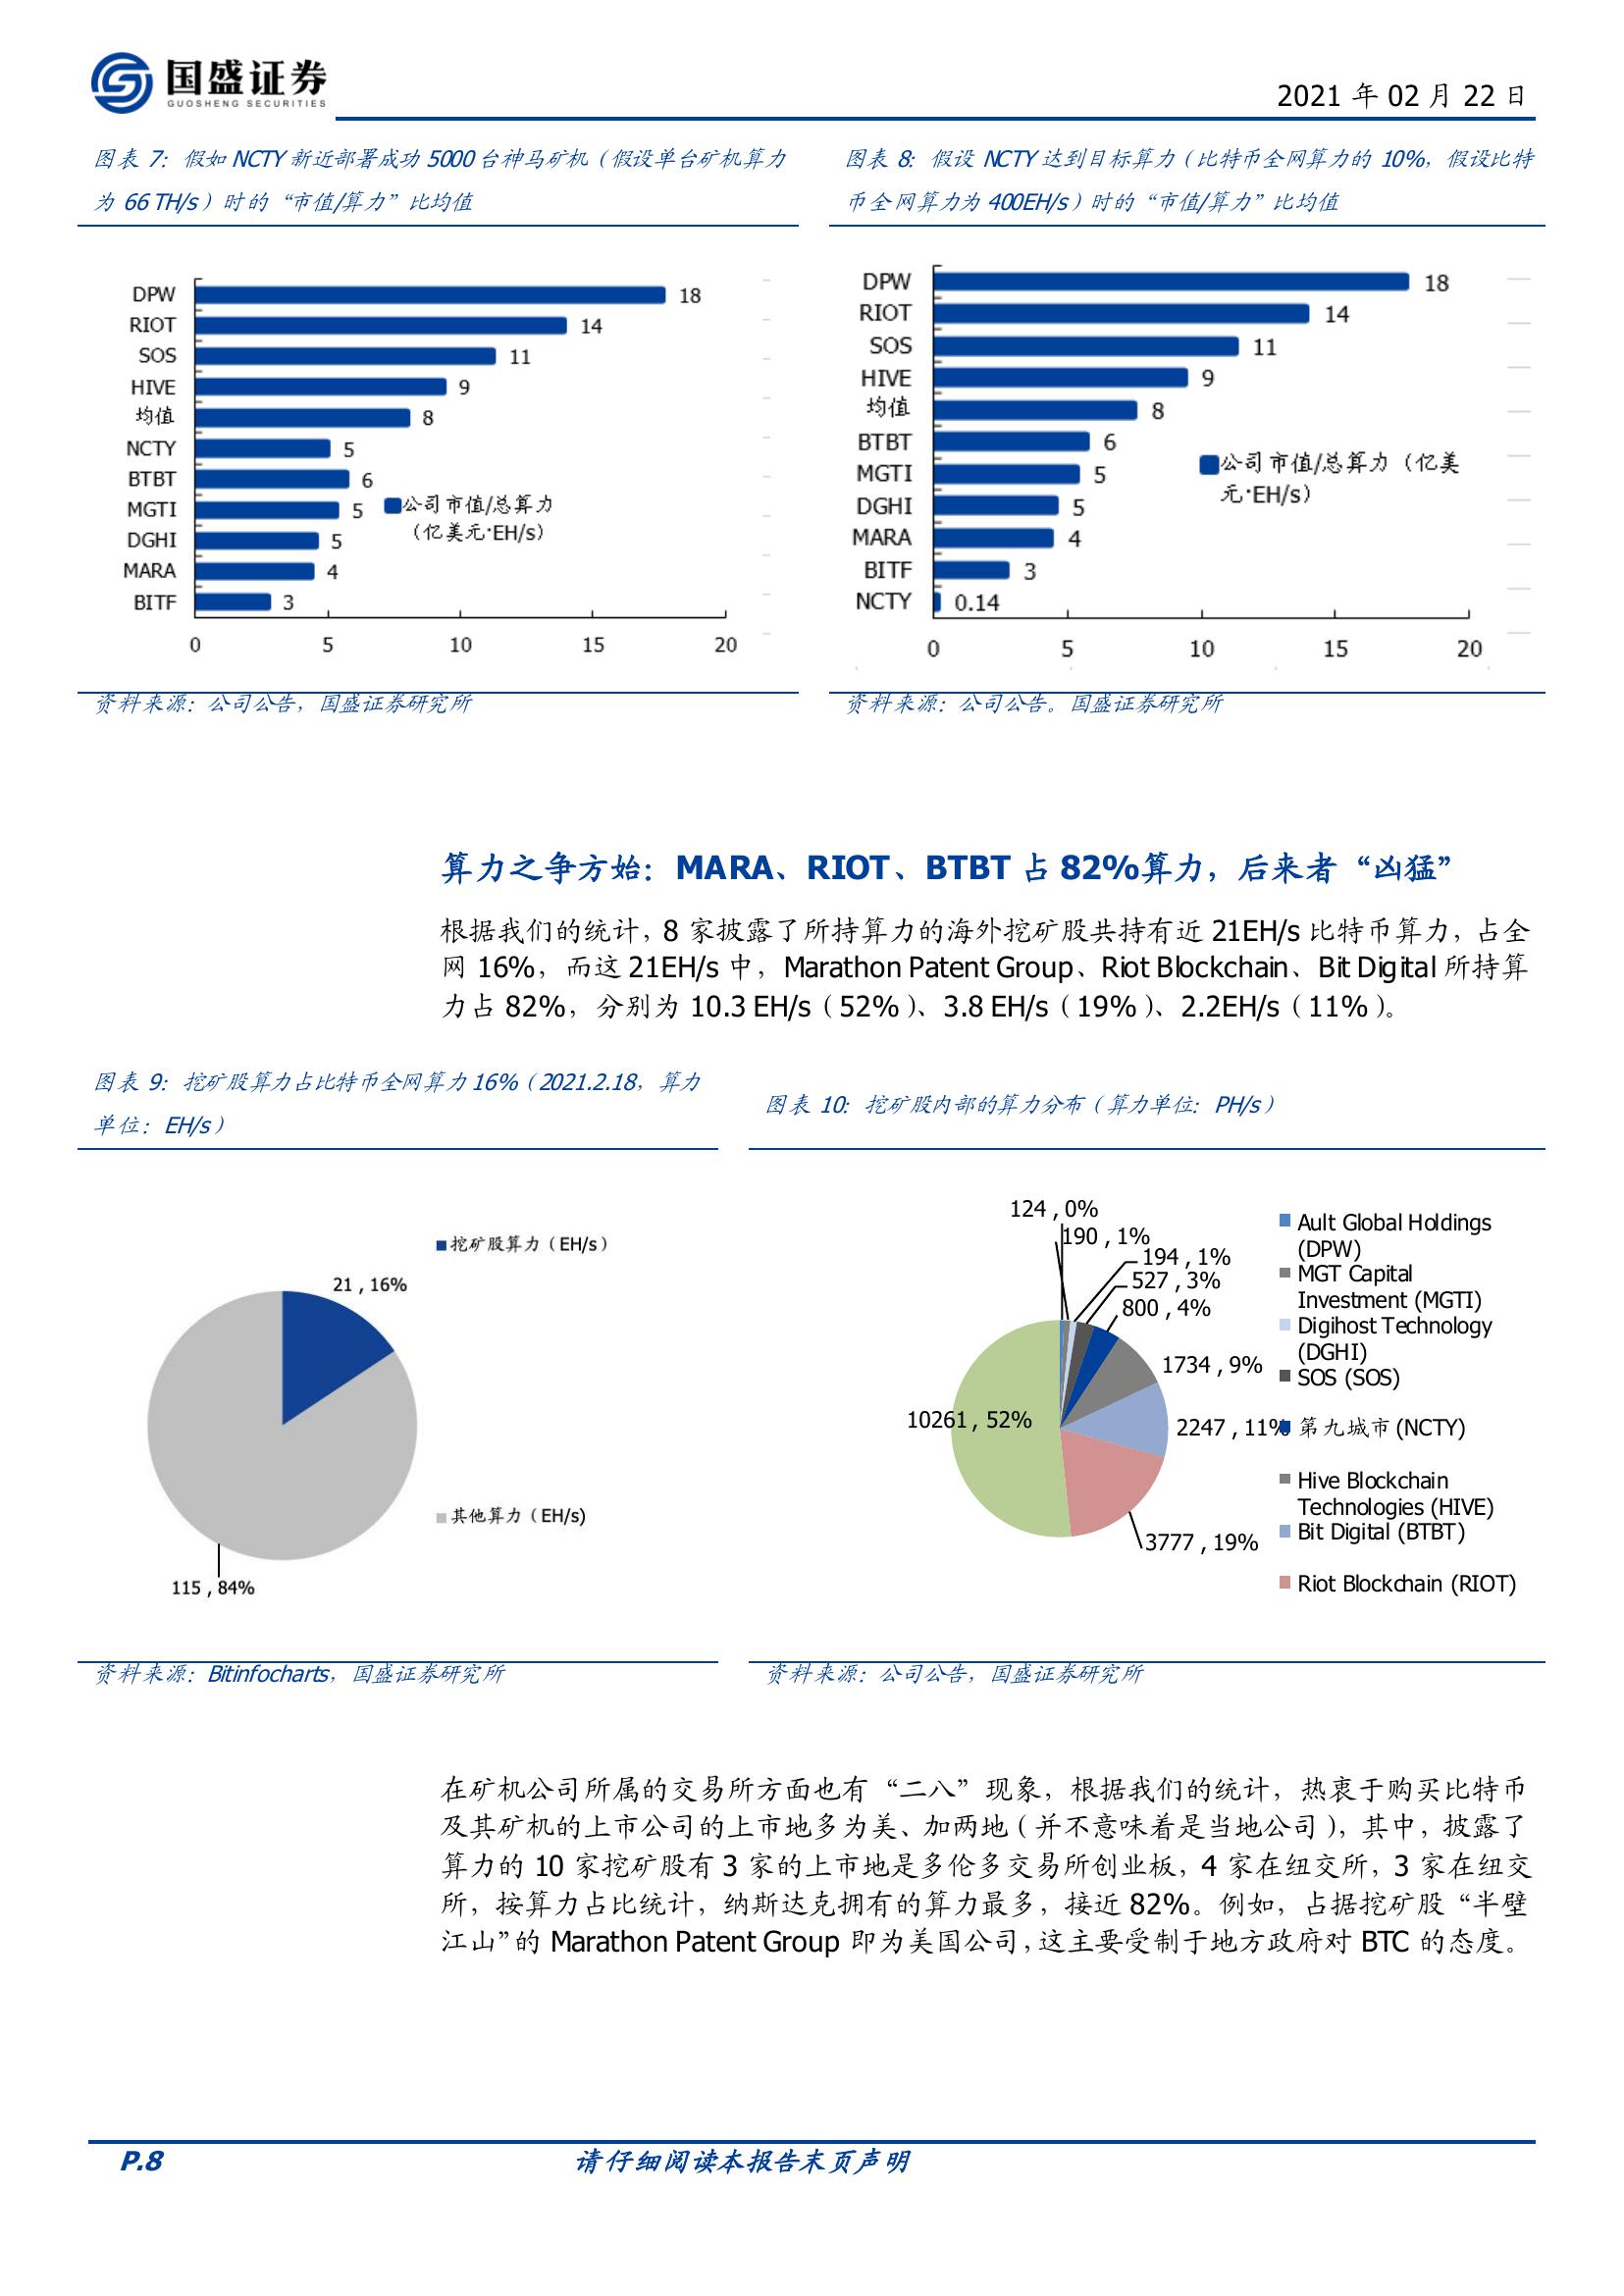 国盛证券
GUOSHENG SECURITIES
2021 年 02 月 22 日
图表 7：假如 NCTY 新近部署成功 5000 台神马矿机（假设单台矿机算力
为 66 TH/s）时的“市值/算力”比均值
DPW 18
RIOT 14
SOS 11
HIVE 9
均值 8
NCTY 5
BTBT 6
MGTI 5
DGHI 5
MARA 4
BITF 3
公司市值/总算力
（亿美元·EH/s）
0 5 10 15 20
资料来源：公司公告，国盛证券研究所
图表 8：假设 NCTY 达到目标算力（比特币全网算力的 10%，假设比特
币全网算力为 400EH/s）时的“市值/算力”比均值
DPW 18
RIOT 14
SOS 11
HIVE 9
均值 8
BTBT 6
MGTI 5
DGHI 5
MARA 4
BITF 3
NCTY 0.14
公司市值/总算力（亿美
元·EH/s）
0 5 10 15 20
资料来源：公司公告。国盛证券研究所
算力之争方始：MARA、RIOT、BTBT 占 82%算力，后来者“凶猛”
根据我们的统计，8 家披露了所持算力的海外挖矿股共持有近 21EH/s 比特币算力，占全
网 16%，而这 21EH/s 中，Marathon Patent Group、Riot Blockchain、Bit Digital 所持算
力占 82%，分别为 10.3 EH/s（52%）、3.8 EH/s（19%）、2.2EH/s（11%）。
图表 9：挖矿股算力占比特币全网算力 16%（2021.2.18，算力
单位：EH/s）
挖矿股算力（EH/s）
21 , 16%
其他算力（EH/s)
115 , 84%
资料来源：Bitinfocharts，国盛证券研究所
图表 10：挖矿股内部的算力分布（算力单位：PH/s）
124 , 0%
190 , 1%
194 , 1%
527 , 3%
800 , 4%
1734 , 9%
2247 , 11%
3777 , 19%
10261 , 52%
Ault Global Holdings
(DPW)
MGT Capital
Investment (MGTI)
Digihost Technology
(DGHI)
SOS (SOS)
第九城市 (NCTY)
Hive Blockchain
Technologies (HIVE)
Bit Digital (BTBT)
Riot Blockchain (RIOT)
资料来源：公司公告，国盛证券研究所
在矿机公司所属的交易所方面也有“二八”现象，根据我们的统计，热衷于购买比特币
及其矿机的上市公司的上市地多为美、加两地（并不意味着是当地公司），其中，披露了
算力的 10 家挖矿股有 3 家的上市地是多伦多交易所创业板，4 家在纽交所，3 家在纽交
所，按算力占比统计，纳斯达克拥有的算力最多，接近 82%。例如，占据挖矿股“半壁
江山”的 Marathon Patent Group 即为美国公司，这主要受制于地方政府对 BTC 的态度。
P.8
请仔细阅读本报告末页声明